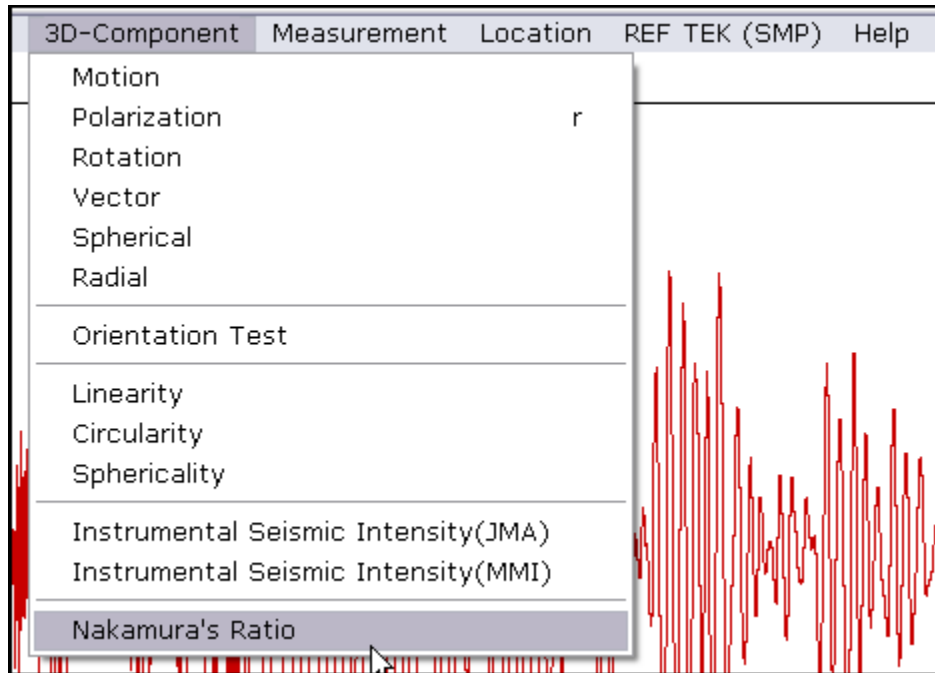 3D-Component Measurement Location REF TEK (SMP) Help
Motion
Polarization r
Rotation
Vector
Spherical
Radial
Orientation Test
Linearity
Circularity
Sphericality
Instrumental Seismic Intensity(JMA)
Instrumental Seismic Intensity(MMI)
Nakamura's Ratio